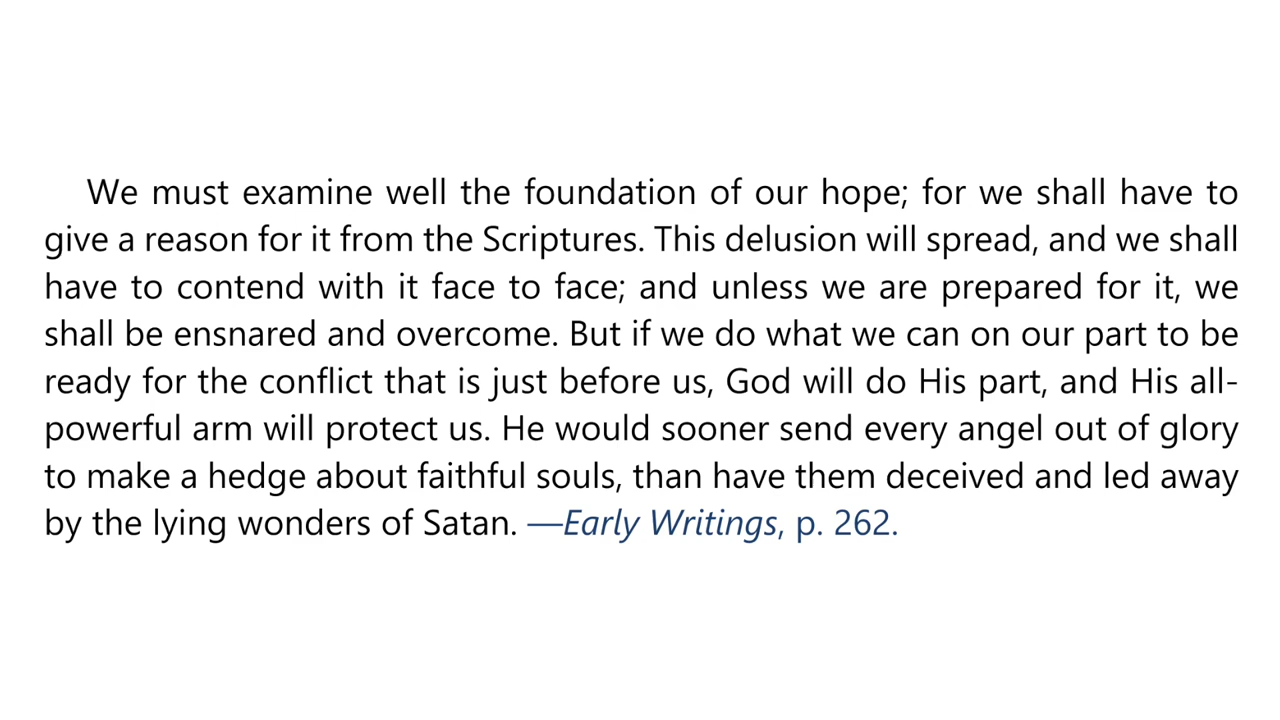 We must examine well the foundation of our hope; for we shall have to
give a reason for it from the Scriptures. This delusion will spread, and we shall
have to contend with it face to face; and unless we are prepared for it, we
shall be ensnared and overcome. But if we do what we can on our part to be
ready for the conflict that is just before us, God will do His part, and His all-
powerful arm will protect us. He would sooner send every angel out of glory
to make a hedge about faithful souls, than have them deceived and led away
by the lying wonders of Satan. —Early Writings, p. 262.